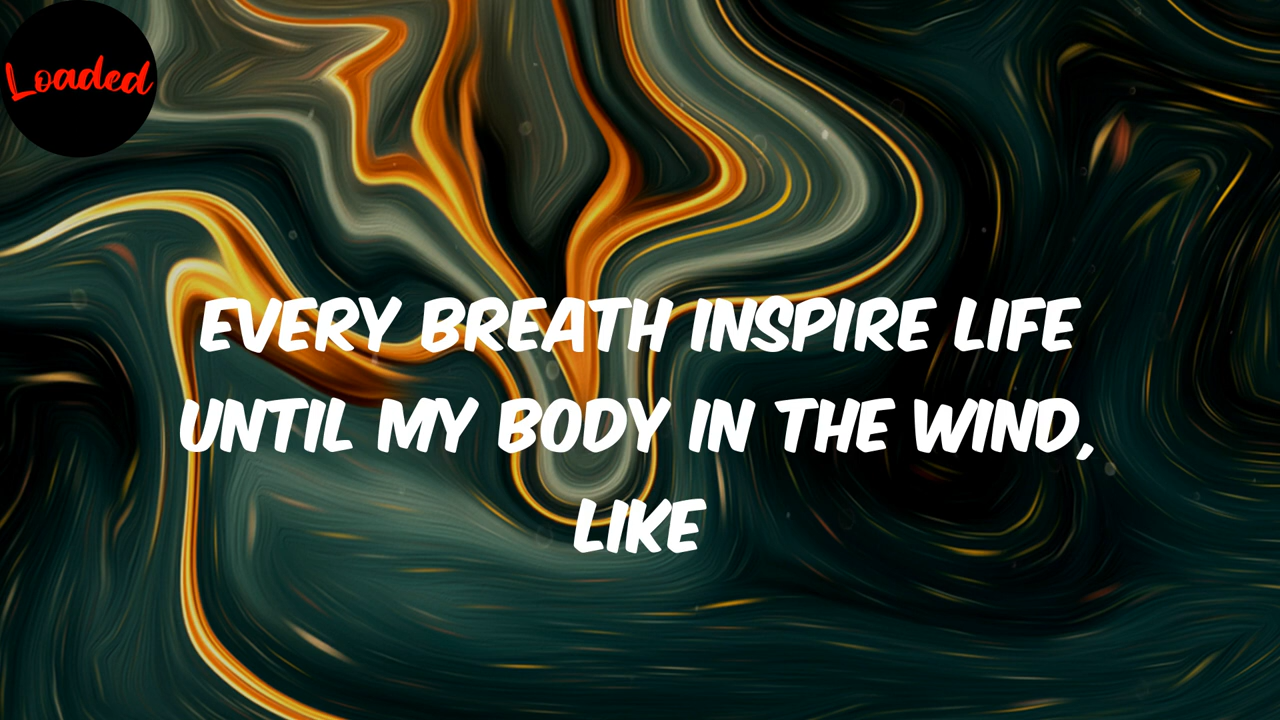 Loaded
EVERY BREATH INSPIRE LIFE
UNTIL MY BODY IN THE WIND,
LIKE